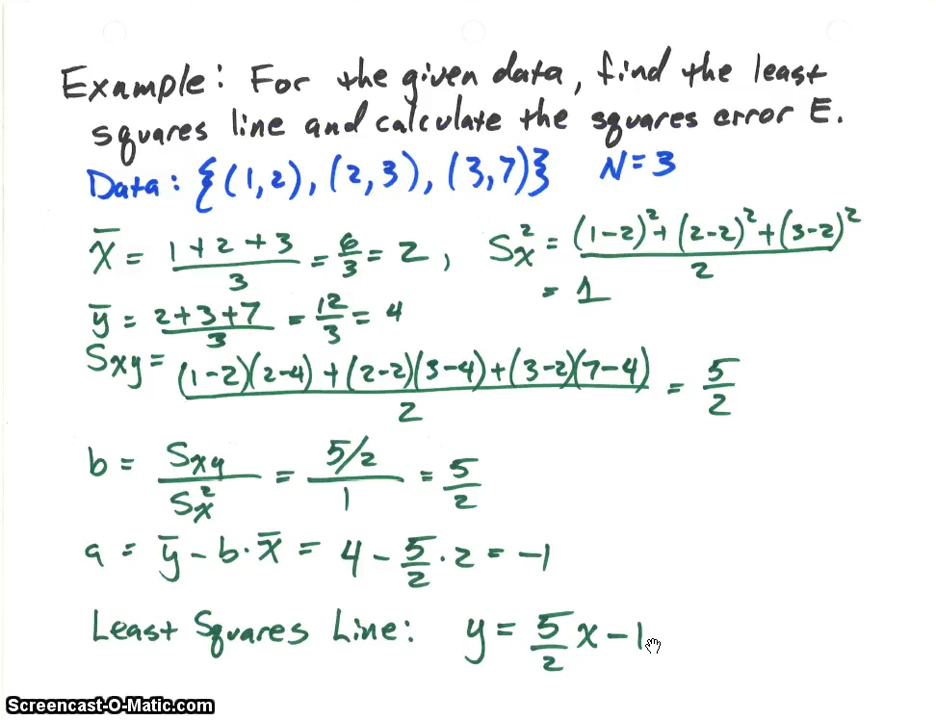 Example: For the given data, find the least
squares line and calculate the squares error E.
Data: {(1,2), (2,3), (3,7)} N=3
x̄ = (1+2+3)/3 = 6/3 = 2, Sx² = ((1-2)²+(2-2)²+(3-2)²)/2
= 1
ȳ = (2+3+7)/3 = 12/3 = 4
Sxy = ((1-2)(2-4)+(2-2)(3-4)+(3-2)(7-4))/2 = 5/2
b = Sxy/Sx² = (5/2)/1 = 5/2
a = ȳ - b·x̄ = 4 - 5/2·2 = -1
Least Squares Line: y = 5/2 x - 1
Screencast-O-Matic.com